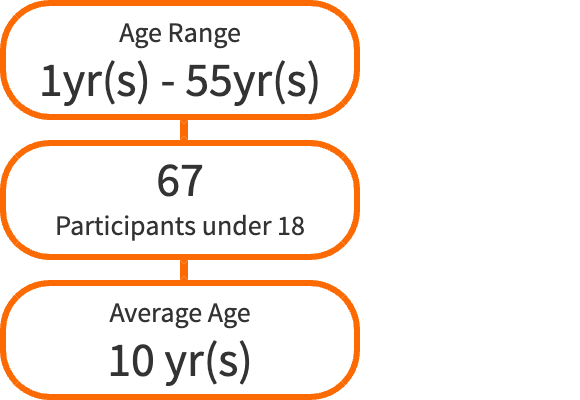 Age Range
1yr(s) - 55yr(s)
67
Participants under 18
Average Age
10 yr(s)